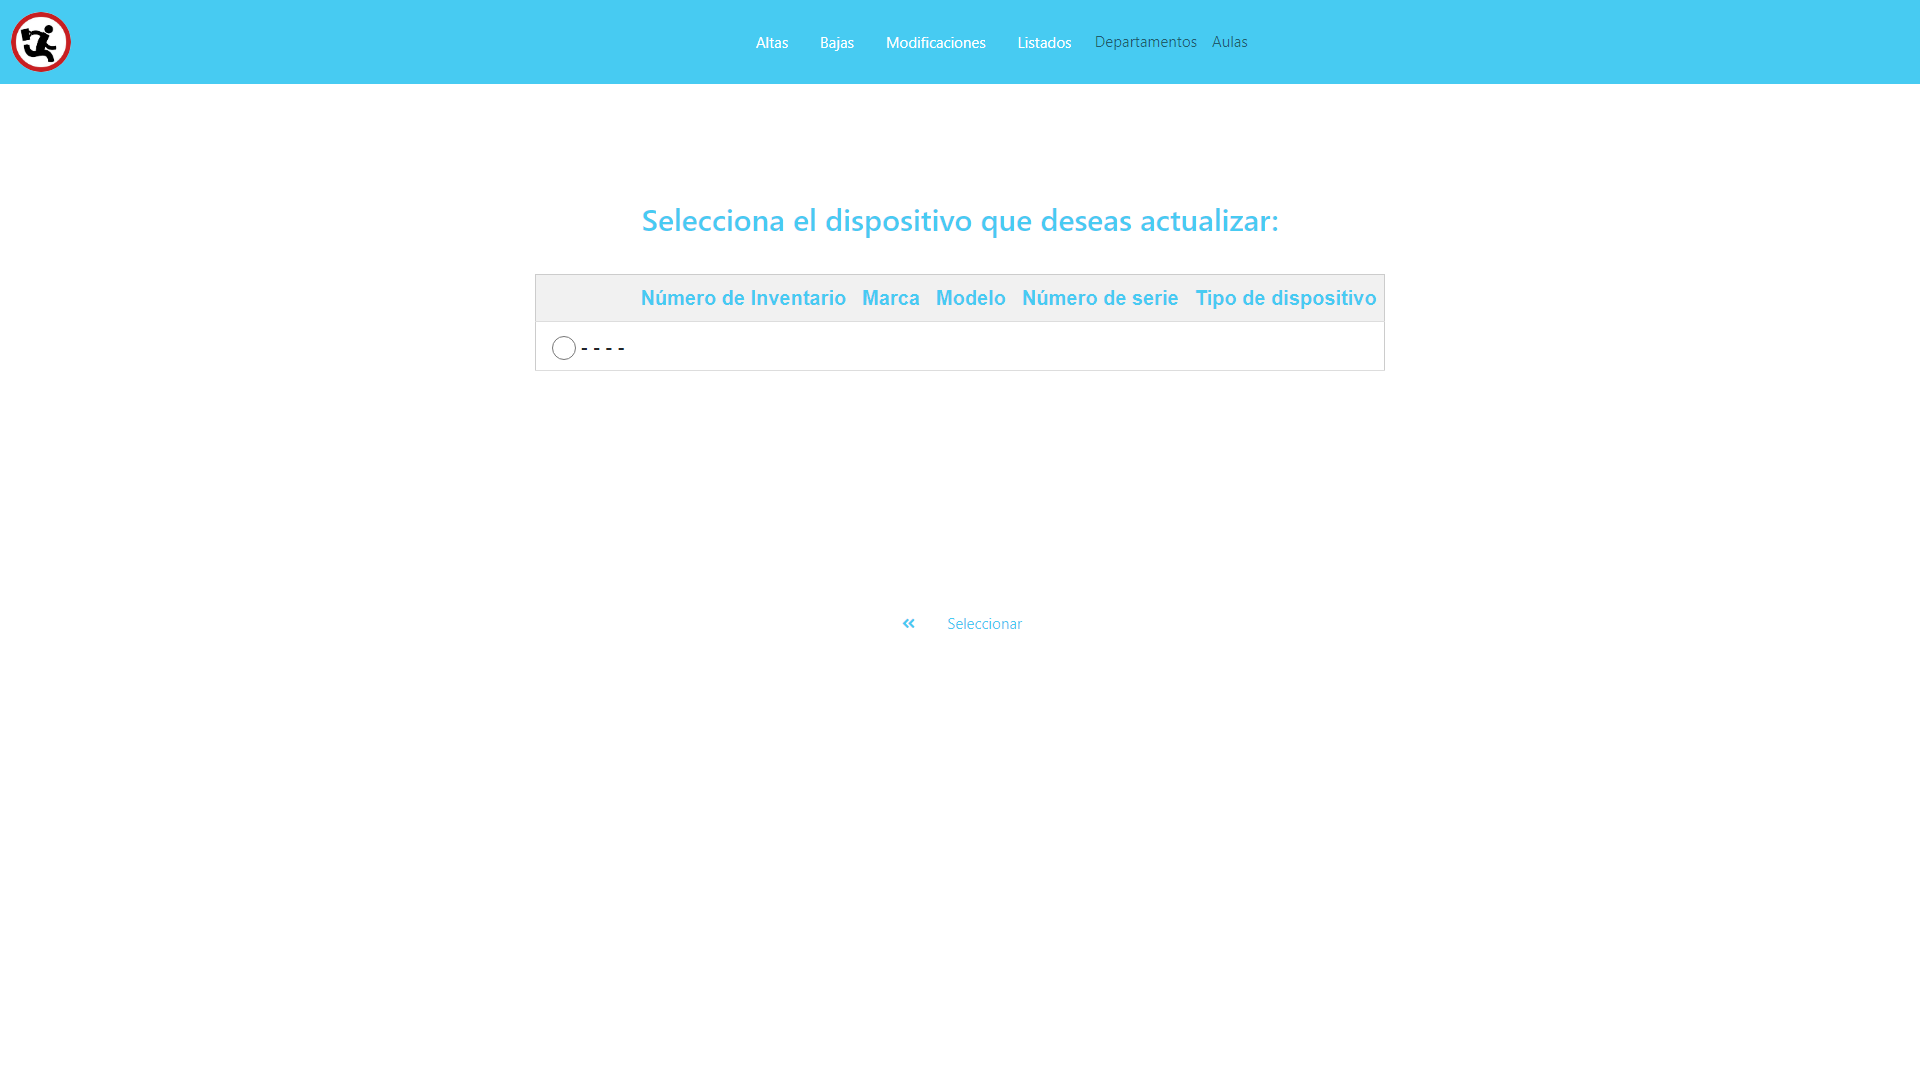 Altas Bajas Modificaciones Listados Departamentos Aulas
Selecciona el dispositivo que deseas actualizar:
Número de Inventario Marca Modelo Número de serie Tipo de dispositivo
- - - -
« Seleccionar